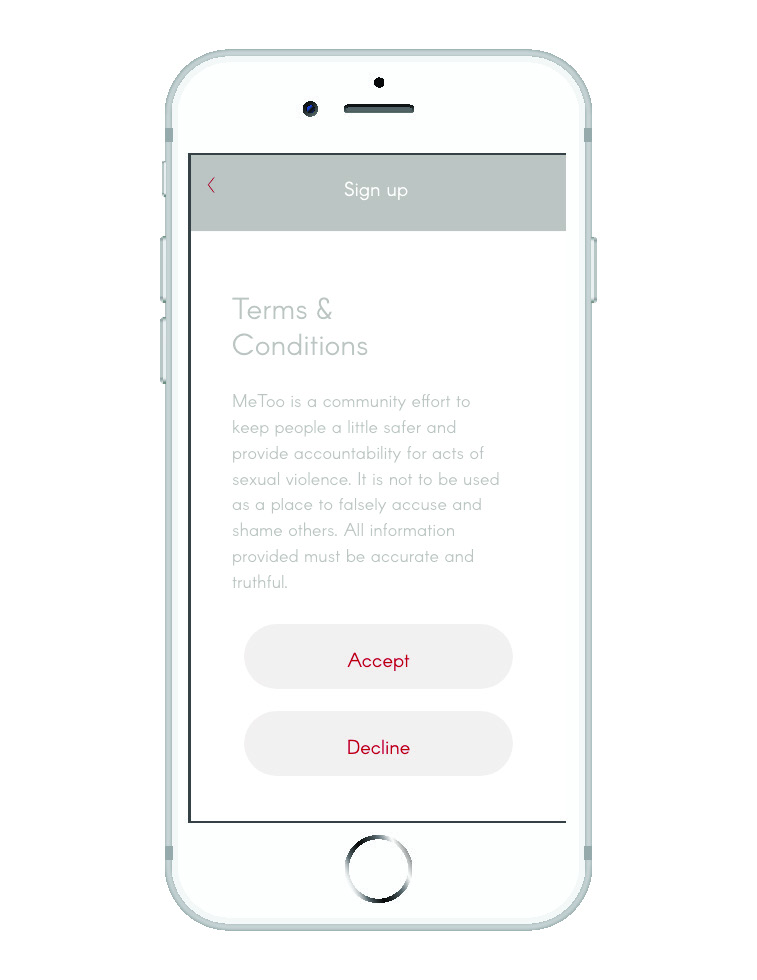 Sign up
Terms &
Conditions
MeToo is a community effort to
keep people a little safer and
provide accountability for acts of
sexual violence. It is not to be used
as a place to falsely accuse and
shame others. All information
provided must be accurate and
truthful.
Accept
Decline